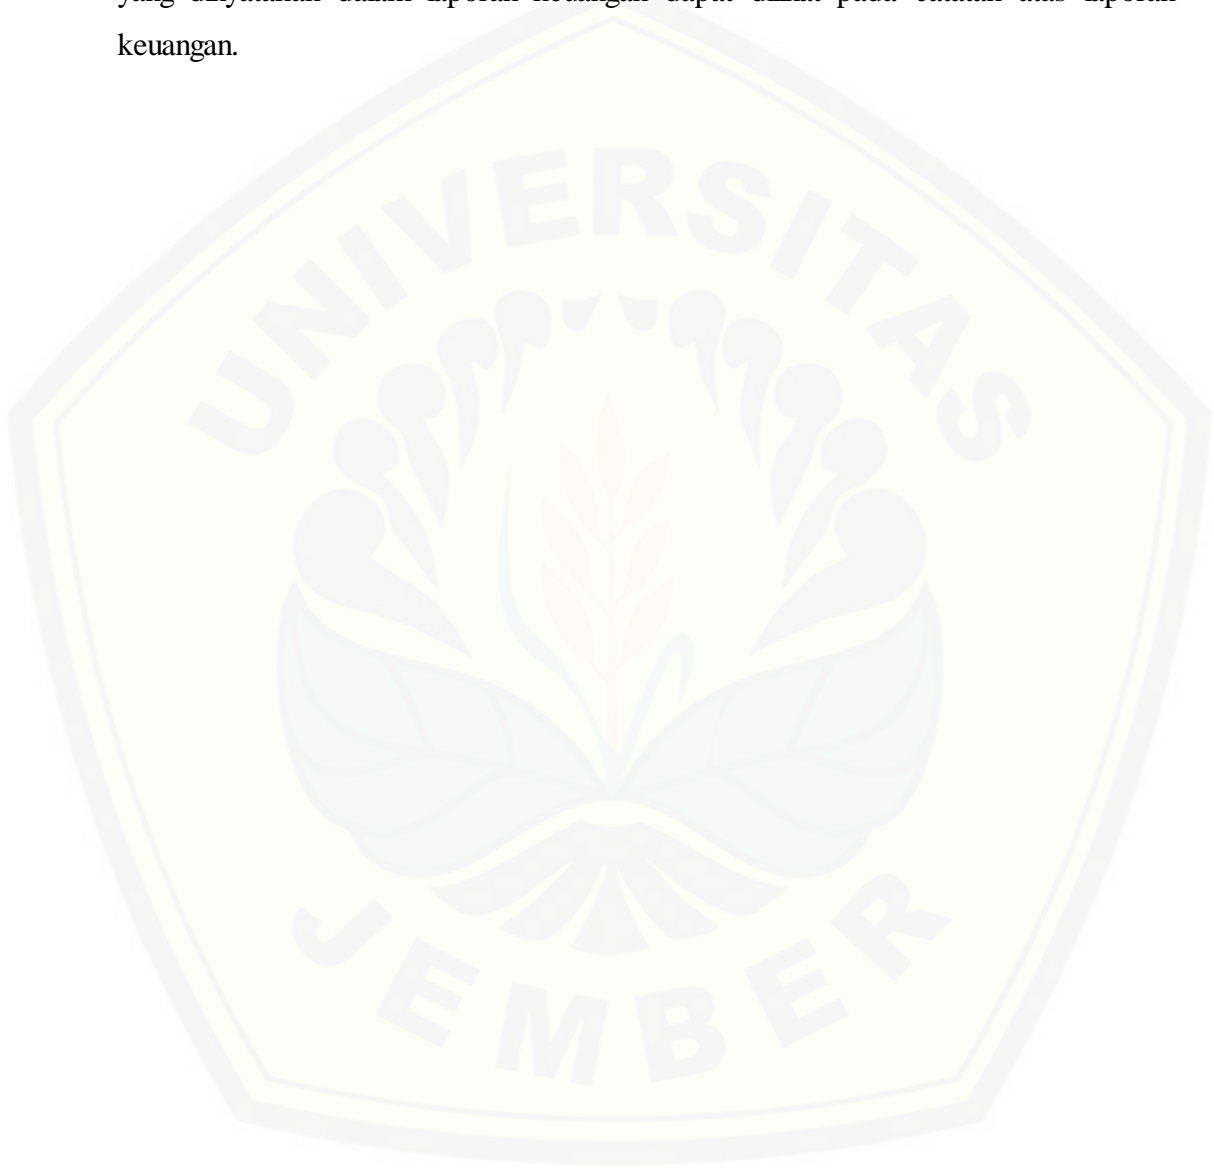 yang dinyatakan dalam laporan keuangan dapat dilihat pada catatan atas laporan
keuangan.
UNIVERSITAS
JEMBER